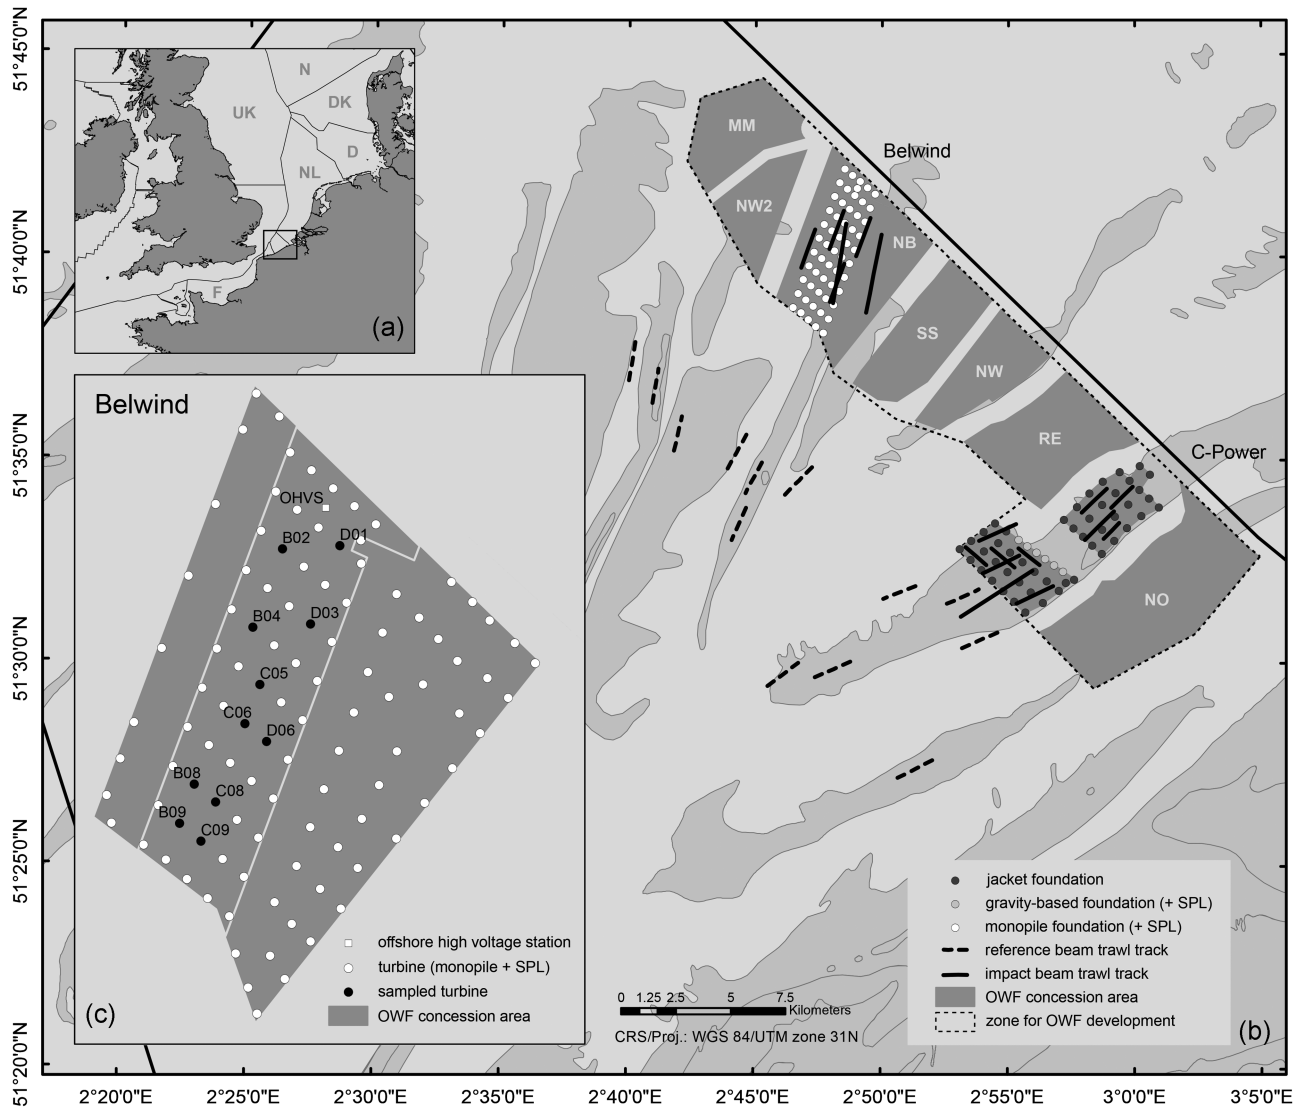 51°45'0"N
51°40'0"N
51°35'0"N
51°30'0"N
51°25'0"N
51°20'0"N
N
UK
DK
D
NL
F
(a)
MM
Belwind
NW2
NB
SS
NW
RE
C-Power
NO
Belwind
OHVS
B02
D01
B04
D03
C05
C06
D06
B08
C08
B09
C09
offshore high voltage station
turbine (monopile + SPL)
sampled turbine
OWF concession area
(c)
jacket foundation
gravity-based foundation (+ SPL)
monopile foundation (+ SPL)
reference beam trawl track
impact beam trawl track
OWF concession area
zone for OWF development
(b)
0 1.25 2.5 5 7.5
Kilometers
CRS/Proj.: WGS 84/UTM zone 31N
2°20'0"E 2°25'0"E 2°30'0"E 2°35'0"E 2°40'0"E 2°45'0"E 2°50'0"E 2°55'0"E 3°0'0"E 3°5'0"E